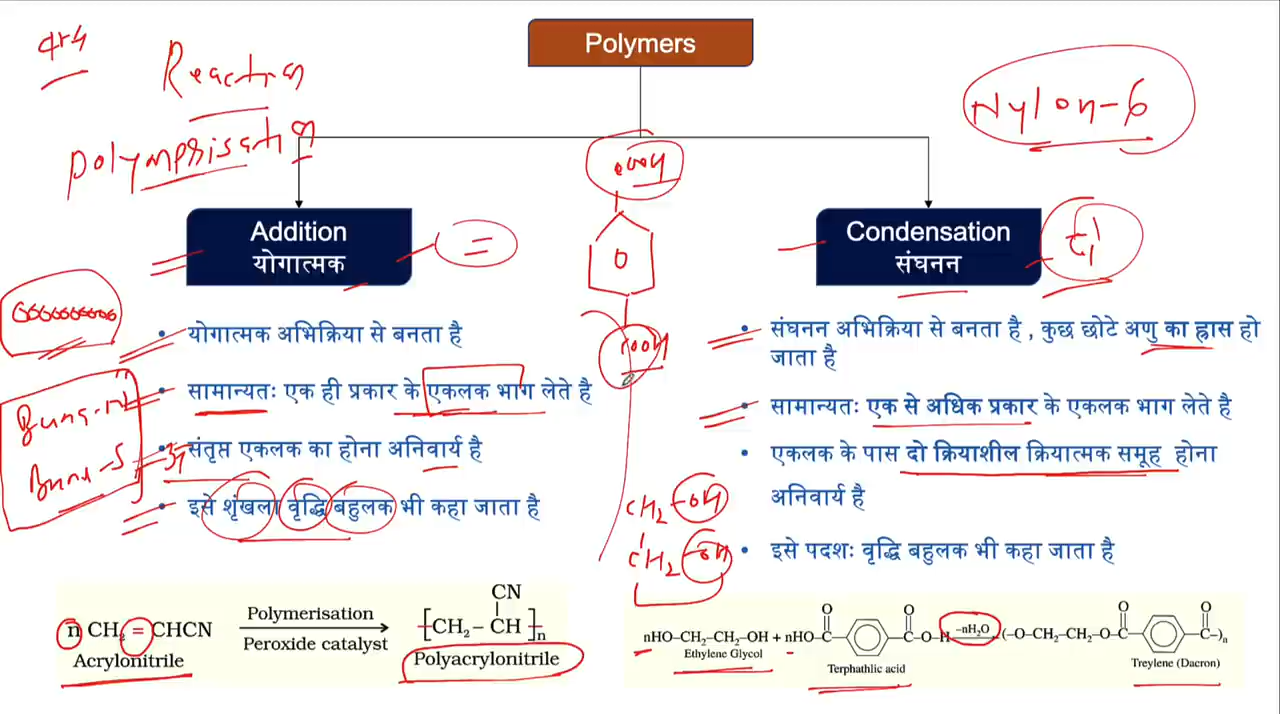 Polymers
Reaction
polymerisation
Nylon-6
COOH
Addition
योगात्मक
=
Condensation
संघनन
योगात्मक अभिक्रिया से बनता है
सामान्यतः एक ही प्रकार के एकलक भाग लेते है
संतृप्त एकलक का होना अनिवार्य है
इसे शृंखला वृद्धि बहुलक भी कहा जाता है
Buna-N
Buna-S
अ
COOH
संघनन अभिक्रिया से बनता है , कुछ छोटे अणु का ह्रास हो
जाता है
सामान्यतः एक से अधिक प्रकार के एकलक भाग लेते है
एकलक के पास दो क्रियाशील क्रियात्मक समूह होना
अनिवार्य है
इसे पदशः वृद्धि बहुलक भी कहा जाता है
CH2-OH
CH2-OH
n CH2=CHCN
Acrylonitrile
Polymerisation
Peroxide catalyst
CN
[CH₂ – CH]n
Polyacrylonitrile
nHO–CH₂–CH₂–OH + nHO
Ethylene Glycol
O O
C C
O–H
Terphathlic acid
–nH₂O
(–O–CH₂–CH₂–O
O O
C C–)n
Treylene (Dacron)